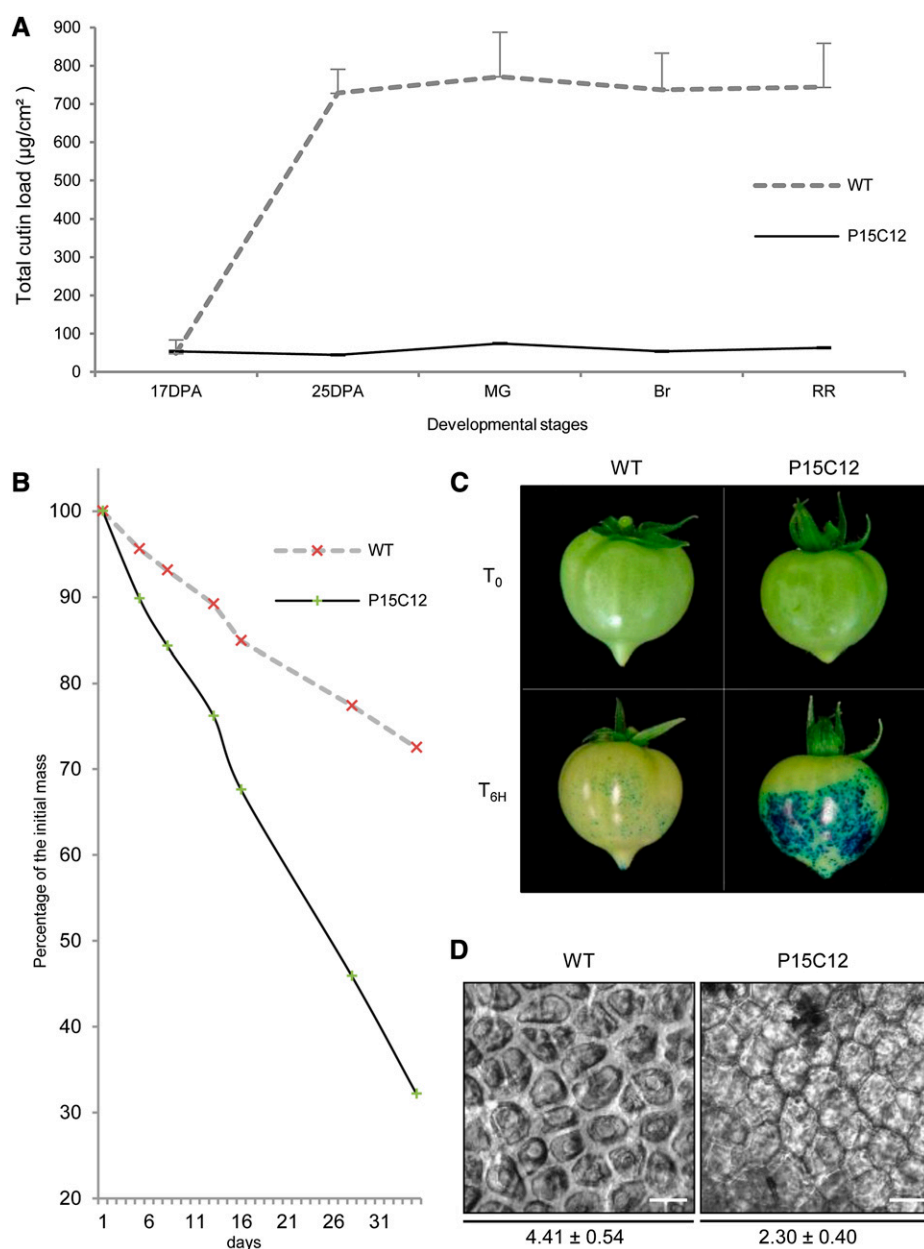 A
900
800
700
600
500
400
300
200
100
0
Total cutin load (µg/cm²)
WT
P15C12
17DPA 25DPA MG Br RR
Developmental stages
B
100
90
80
70
60
50
40
30
20
Percentage of the initial mass
WT
P15C12
1 6 11 16 21 26 31
days
C
WT P15C12
T0
T6H
D
WT P15C12
4.41 ± 0.54 2.30 ± 0.40